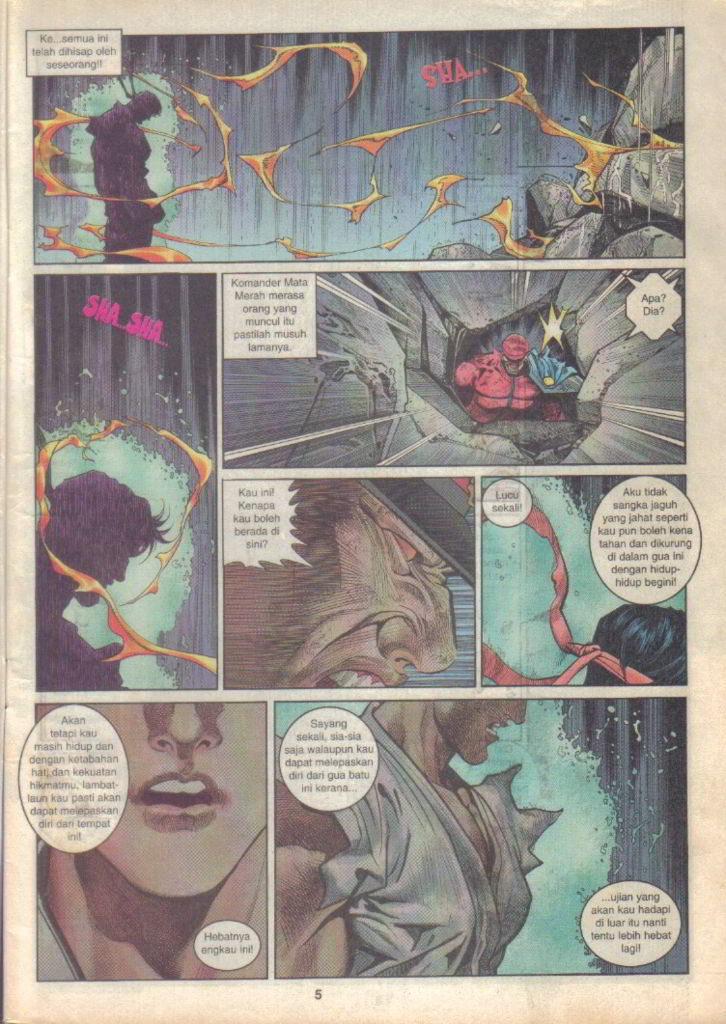 Ke...semua ini
telah dihisap oleh
seseorang!!
SHA...
SHA...SHA...
Komander Mata
Merah merasa
orang yang
muncul itu
pastilah musuh
lamanya.
Apa?
Dia?
Kau ini!
Kenapa
kau boleh
berada di
sini?
Lucu
sekali!
Aku tidak
sangka jaguh
yang jahat seperti
kau pun boleh kena
tahan dan dikurung
di dalam gua ini
dengan hidup-
hidup begini!
Akan
tetapi kau
masih hidup dan
dengan ketabahan
hati dan kekuatan
hikmatmu, lambat-
laun kau pasti akan
dapat melepaskan
diri dari tempat
ini!
Hebatnya
engkau ini!
Sayang
sekali, sia-sia
saja walaupun kau
dapat melepaskan
diri dari gua batu
ini kerana...
...ujian yang
akan kau hadapi
di luar itu nanti
tentu lebih hebat
lagi!
5